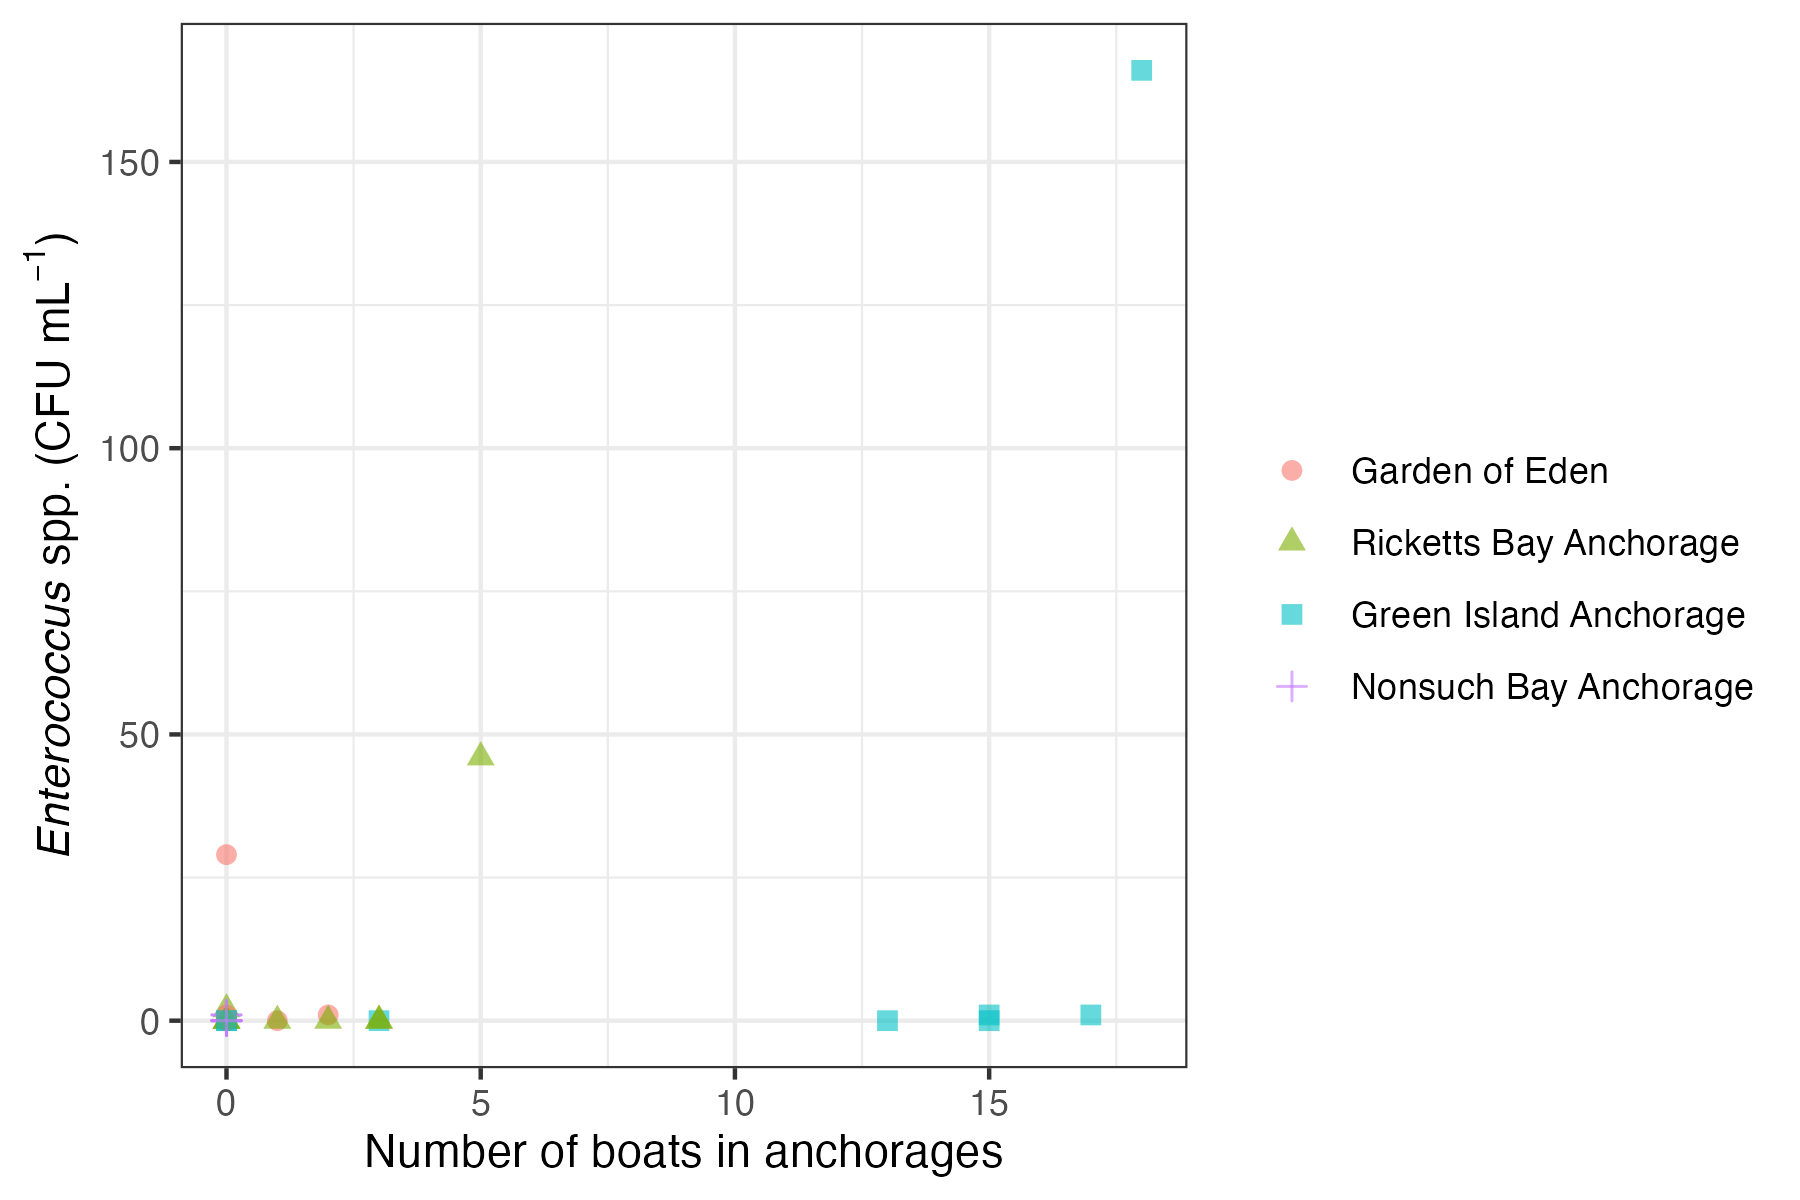 Enterococcus spp. (CFU mL⁻¹)
150
100
50
0
0 5 10 15
Number of boats in anchorages
Garden of Eden
Ricketts Bay Anchorage
Green Island Anchorage
Nonsuch Bay Anchorage